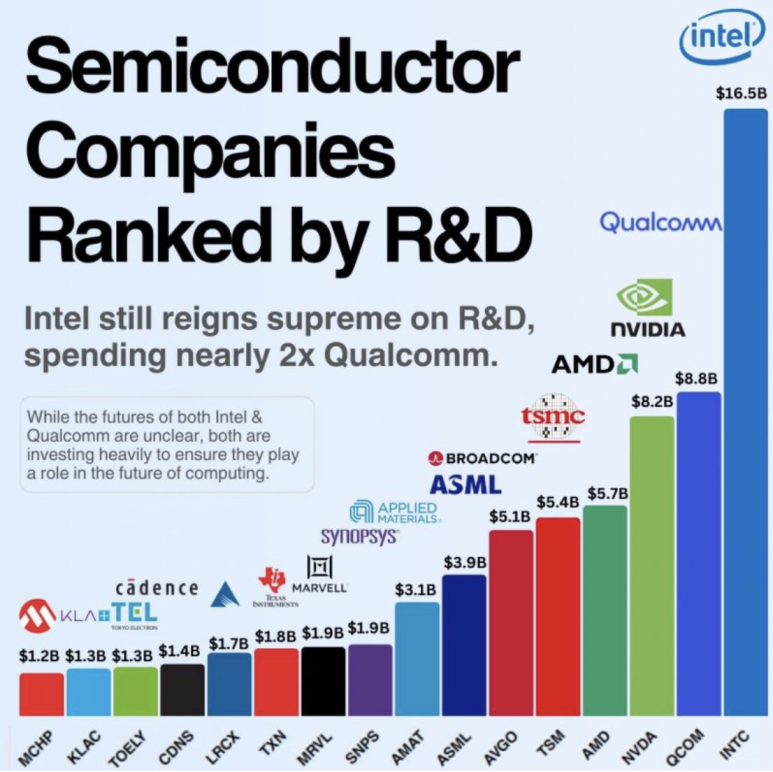 Semiconductor
Companies
Ranked by R&D
Intel still reigns supreme on R&D,
spending nearly 2x Qualcomm.
While the futures of both Intel &
Qualcomm are unclear, both are
investing heavily to ensure they play
a role in the future of computing.
intel
$16.5B
Qualcomm
$8.8B
NVIDIA
$8.2B
AMD
$5.7B
tsmc
$5.4B
BROADCOM
$5.1B
ASML
$3.9B
APPLIED
MATERIALS
$3.1B
SYNOPSYS
$1.9B
MARVELL
$1.9B
TEXAS
INSTRUMENTS
$1.8B
$1.7B
cādence
$1.4B
TEL
TOKYO ELECTRON
$1.3B
KLA
$1.3B
$1.2B
MCHP
KLAC
TOELY
CDNS
LRCX
TXN
MRVL
SNPS
AMAT
ASML
AVGO
TSM
AMD
NVDA
QCOM
INTC